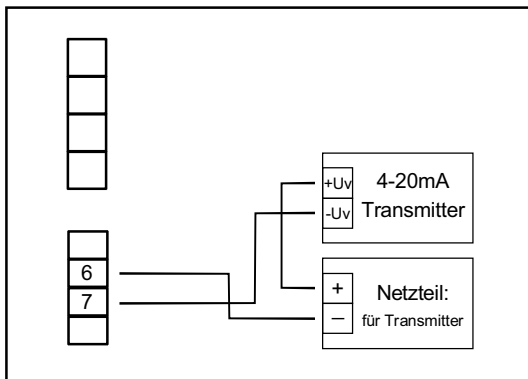 +Uv
-Uv
4-20mA
Transmitter
6
7
+
−
Netzteil:
für Transmitter